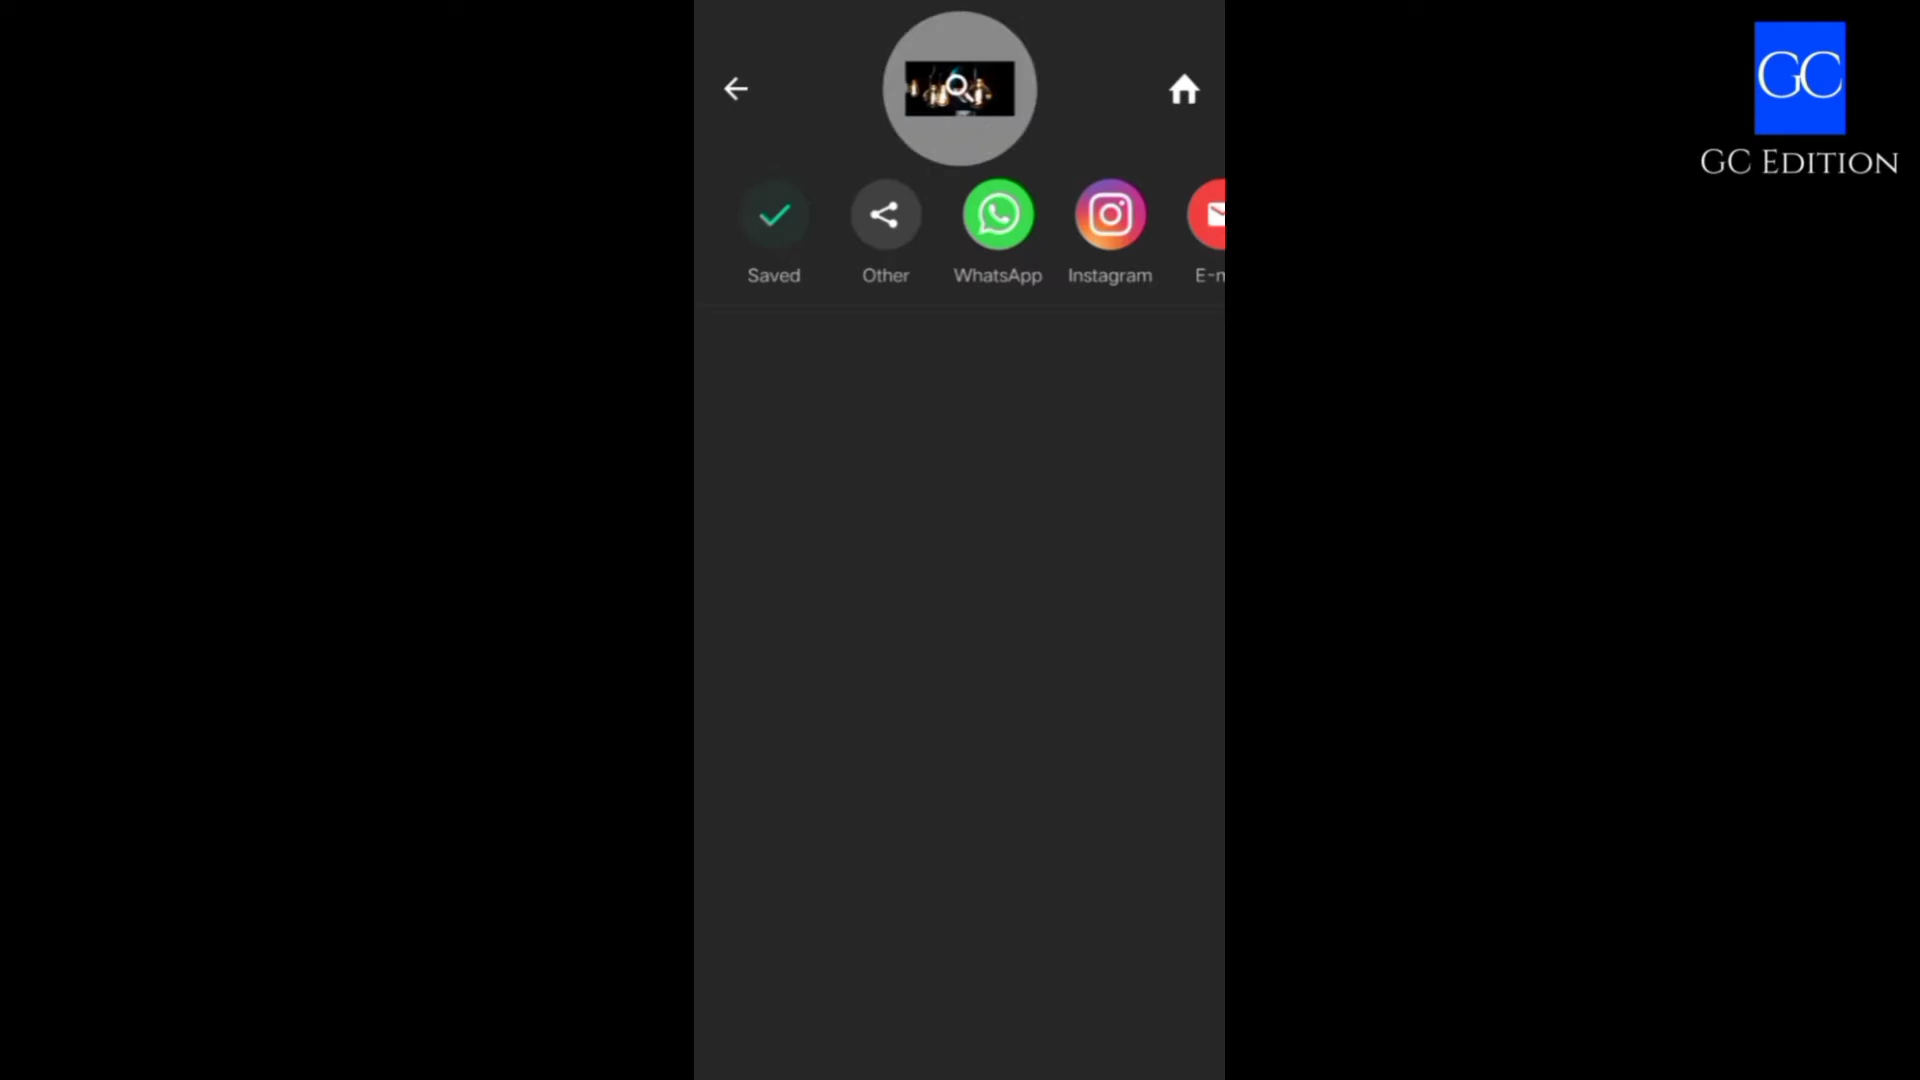 GC
GC Edition
Saved
Other
WhatsApp
Instagram
E-m